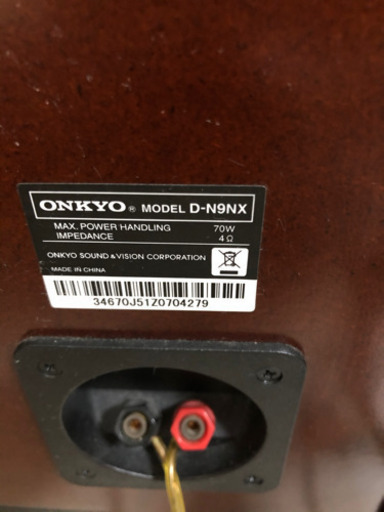 ONKYO® MODEL D-N9NX
MAX. POWER HANDLING 70W
IMPEDANCE 4Ω
ONKYO SOUND & VISION CORPORATION
MADE IN CHINA
34670J51Z0704279